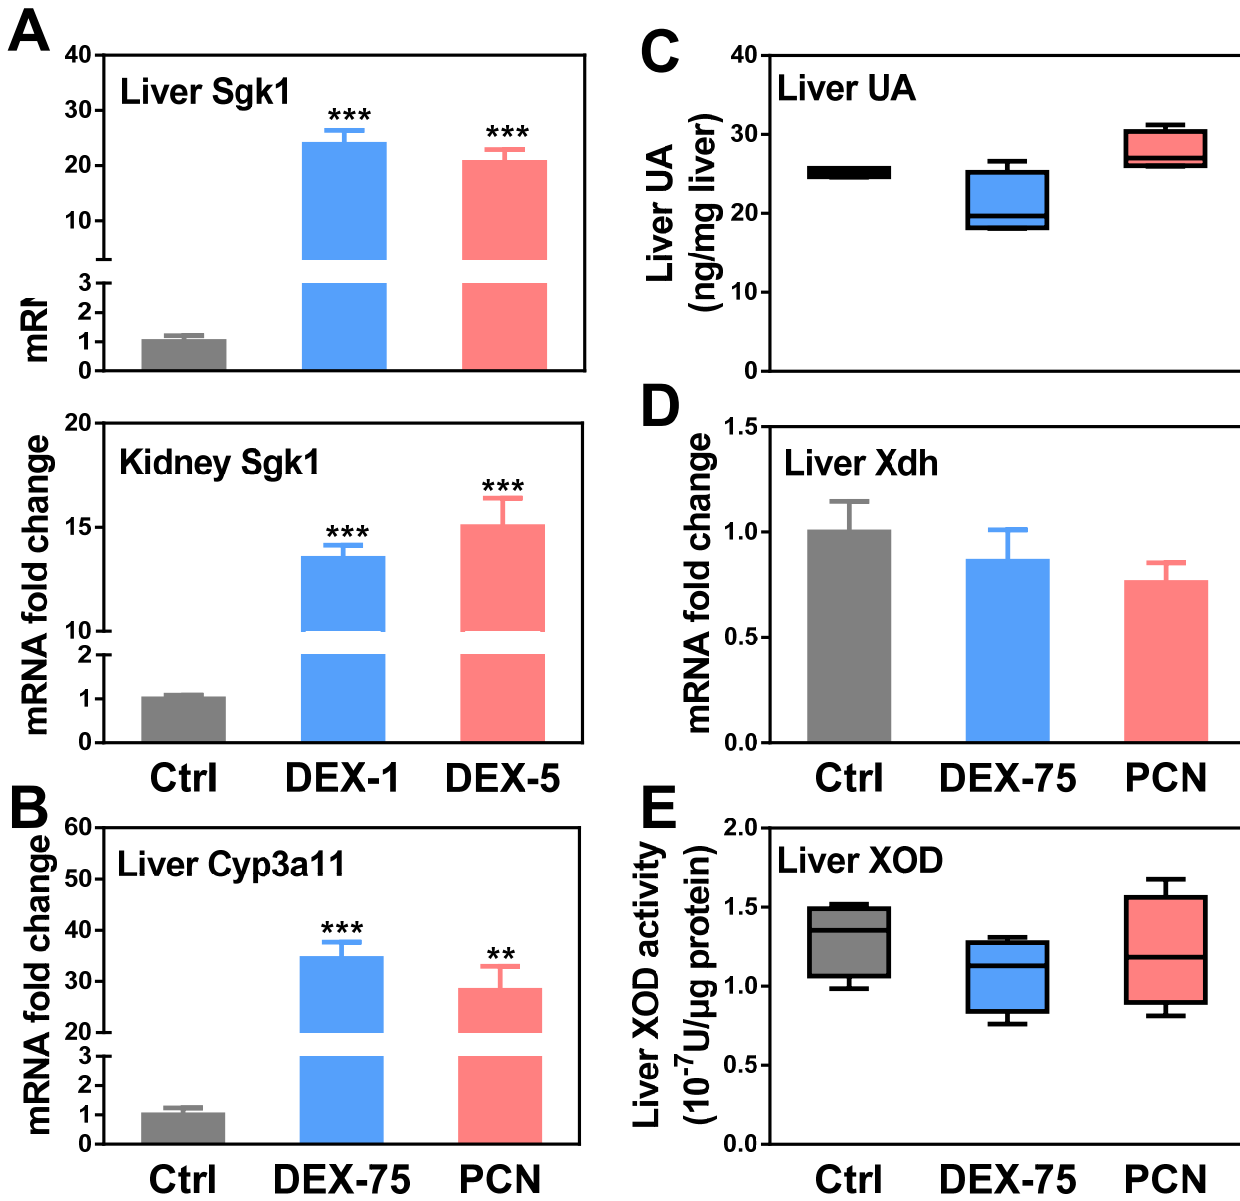 A
40
Liver Sgk1
30
***
***
20
10
3
2
1
0
20
Kidney Sgk1
mRNA fold change
***
15
***
10
2
1
0
Ctrl
DEX-1
DEX-5
B
60
Liver Cyp3a11
mRNA fold change
50
40
***
**
30
20
3
2
1
0
Ctrl
DEX-75
PCN
C
40
Liver UA
Liver UA
(ng/mg liver)
30
20
10
0
D
1.5
Liver Xdh
mRNA fold change
1.0
0.5
0.0
Ctrl
DEX-75
PCN
E
2.0
Liver XOD
Liver XOD activity
(10⁻⁷U/µg protein)
1.5
1.0
0.5
0.0
Ctrl
DEX-75
PCN